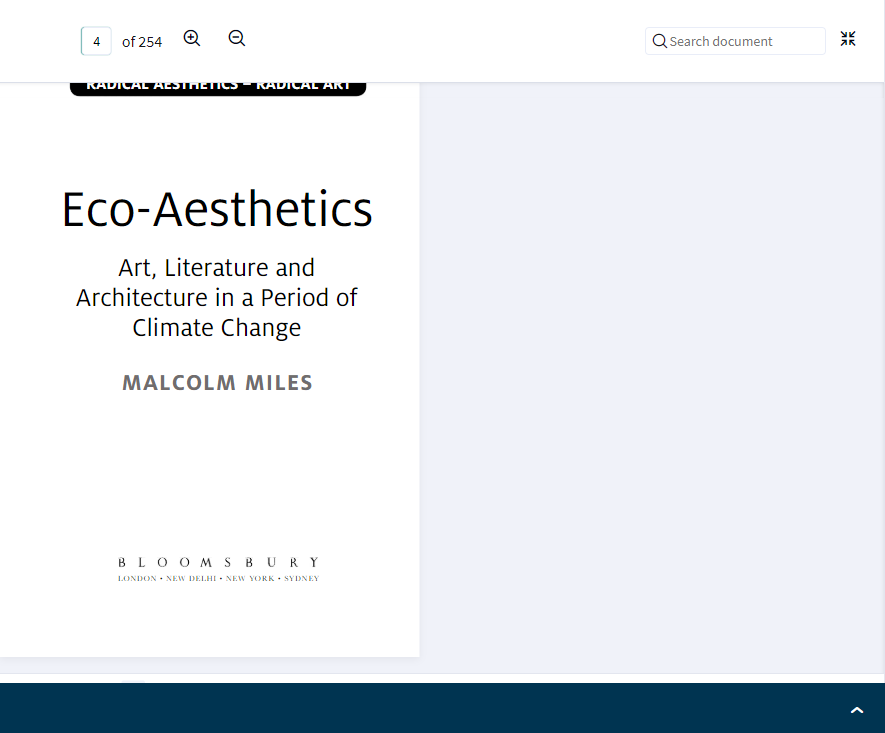 4 of 254 Search document
RADICAL AESTHETICS – RADICAL ART
Eco-Aesthetics
Art, Literature and
Architecture in a Period of
Climate Change
MALCOLM MILES
BLOOMSBURY
LONDON • NEW DELHI • NEW YORK • SYDNEY